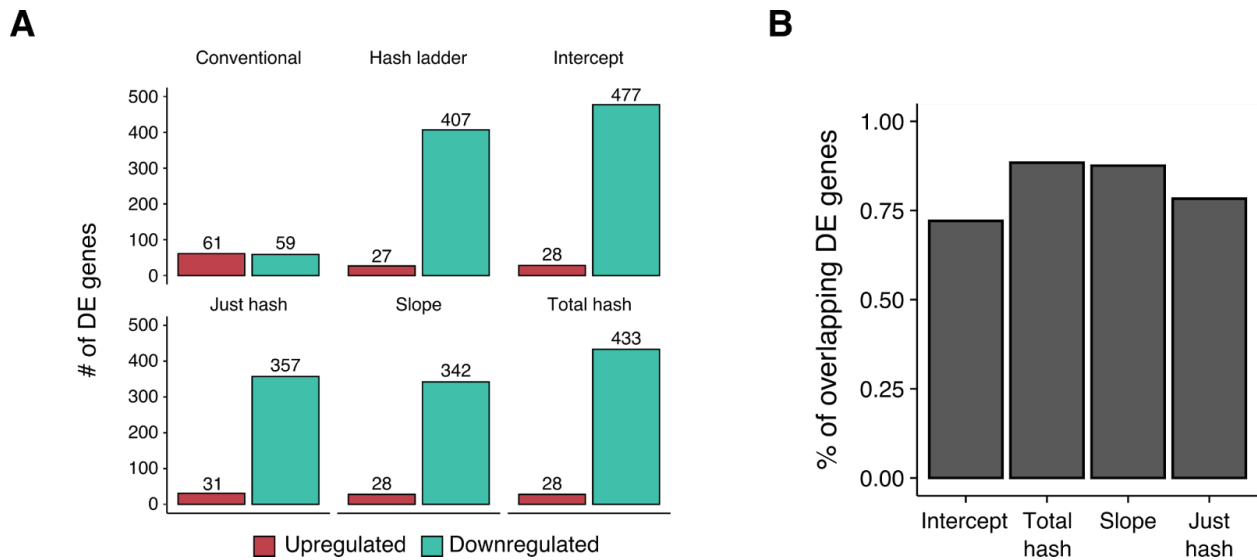 A
Conventional
Hash ladder
Intercept
# of DE genes
500
400
300
200
100
0
61
59
27
407
28
477
Just hash
Slope
Total hash
500
400
300
200
100
0
31
357
28
342
28
433
Upregulated
Downregulated
B
% of overlapping DE genes
1.00
0.75
0.50
0.25
0.00
Intercept
Total
hash
Slope
Just
hash